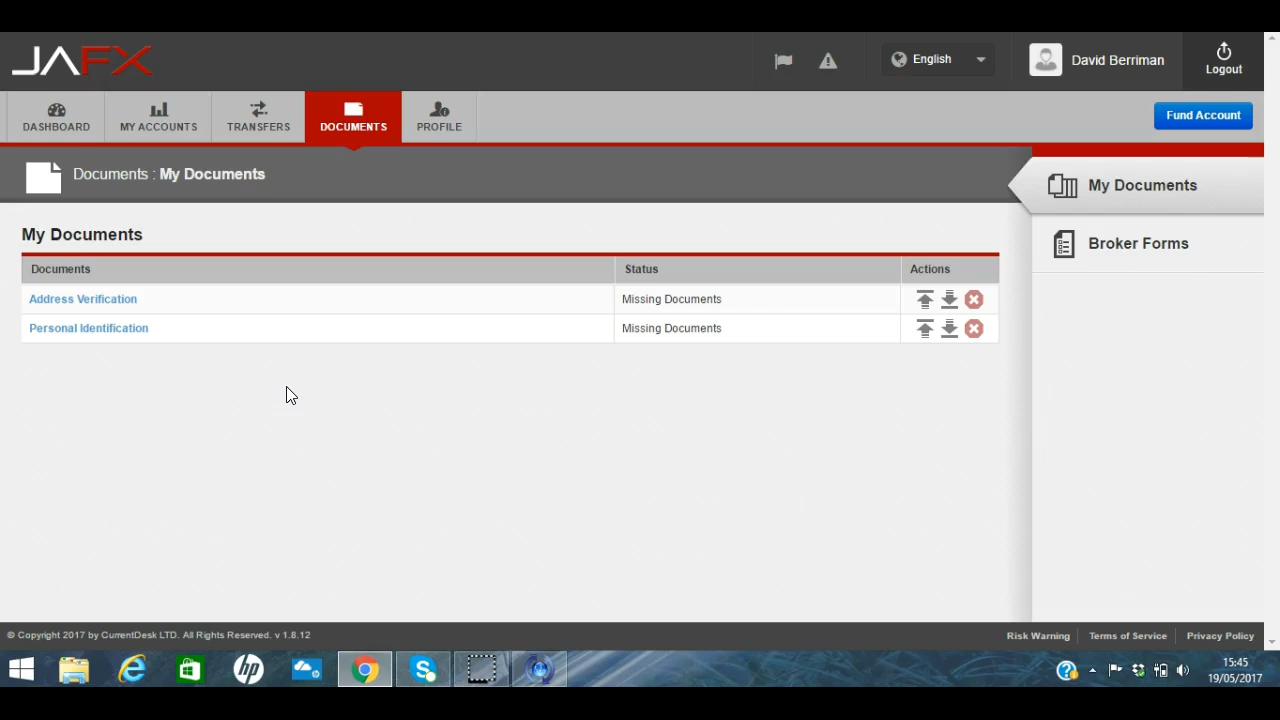 JAFX
English
David Berriman
Logout
DASHBOARD
MY ACCOUNTS
TRANSFERS
DOCUMENTS
PROFILE
Fund Account
Documents : My Documents
My Documents
Broker Forms
My Documents
Documents Status Actions
Address Verification Missing Documents
Personal Identification Missing Documents
© Copyright 2017 by CurrentDesk LTD. All Rights Reserved. v 1.8.12
Risk Warning Terms of Service Privacy Policy
hp
15:45
19/05/2017